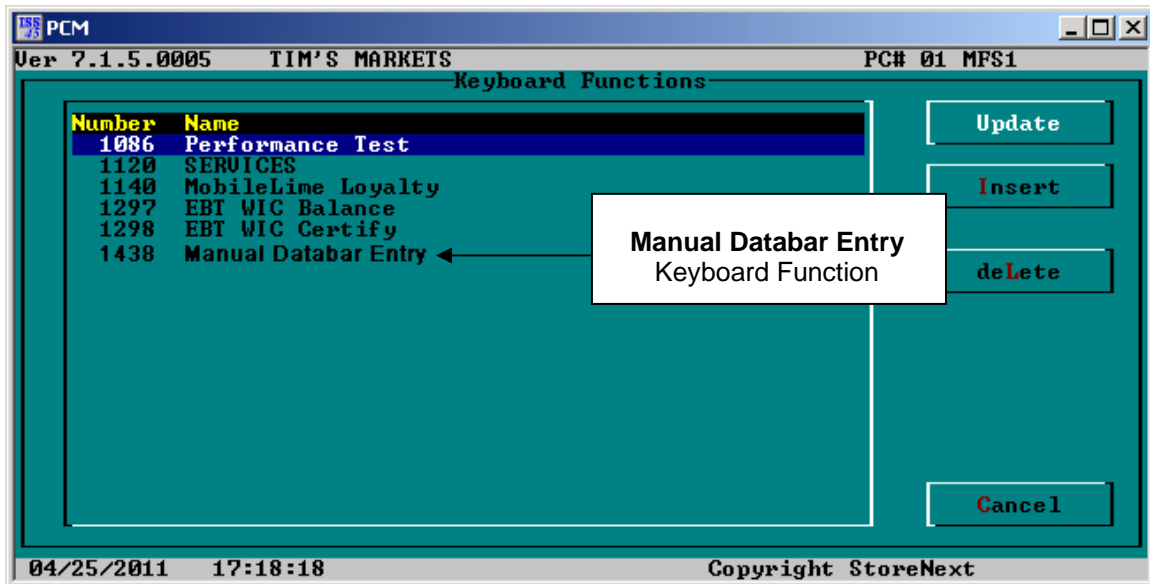 ISS 45 PCM
Ver 7.1.5.0005 TIM'S MARKETS PC# 01 MFS1
Keyboard Functions
Number Name
1086 Performance Test
1120 SERVICES
1140 MobileLime Loyalty
1297 EBT WIC Balance
1298 EBT WIC Certify
1438 Manual Databar Entry
Manual Databar Entry
Keyboard Function
Update
Insert
deLete
Cancel
04/25/2011 17:18:18 Copyright StoreNext